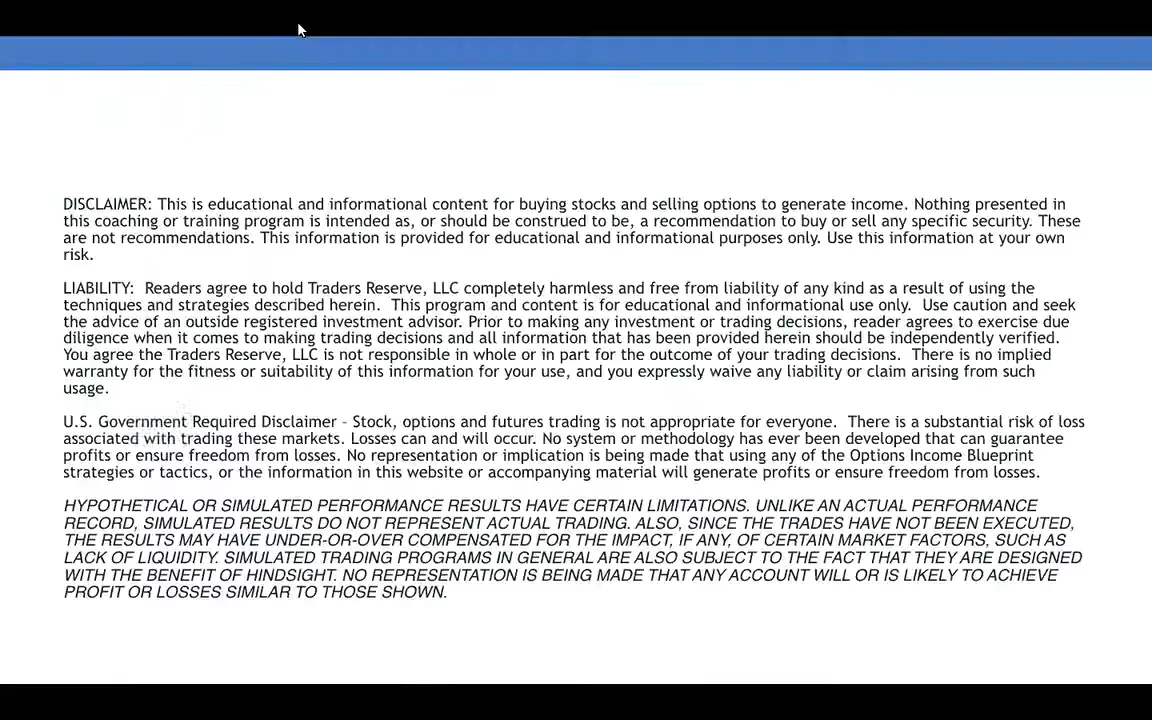 DISCLAIMER: This is educational and informational content for buying stocks and selling options to generate income. Nothing presented in
this coaching or training program is intended as, or should be construed to be, a recommendation to buy or sell any specific security. These
are not recommendations. This information is provided for educational and informational purposes only. Use this information at your own
risk.
LIABILITY:  Readers agree to hold Traders Reserve, LLC completely harmless and free from liability of any kind as a result of using the
techniques and strategies described herein.  This program and content is for educational and informational use only.  Use caution and seek
the advice of an outside registered investment advisor. Prior to making any investment or trading decisions, reader agrees to exercise due
diligence when it comes to making trading decisions and all information that has been provided herein should be independently verified.
You agree the Traders Reserve, LLC is not responsible in whole or in part for the outcome of your trading decisions.  There is no implied
warranty for the fitness or suitability of this information for your use, and you expressly waive any liability or claim arising from such
usage.
U.S. Government Required Disclaimer - Stock, options and futures trading is not appropriate for everyone.  There is a substantial risk of loss
associated with trading these markets. Losses can and will occur. No system or methodology has ever been developed that can guarantee
profits or ensure freedom from losses. No representation or implication is being made that using any of the Options Income Blueprint
strategies or tactics, or the information in this website or accompanying material will generate profits or ensure freedom from losses.
HYPOTHETICAL OR SIMULATED PERFORMANCE RESULTS HAVE CERTAIN LIMITATIONS. UNLIKE AN ACTUAL PERFORMANCE
RECORD, SIMULATED RESULTS DO NOT REPRESENT ACTUAL TRADING. ALSO, SINCE THE TRADES HAVE NOT BEEN EXECUTED,
THE RESULTS MAY HAVE UNDER-OR-OVER COMPENSATED FOR THE IMPACT, IF ANY, OF CERTAIN MARKET FACTORS, SUCH AS
LACK OF LIQUIDITY. SIMULATED TRADING PROGRAMS IN GENERAL ARE ALSO SUBJECT TO THE FACT THAT THEY ARE DESIGNED
WITH THE BENEFIT OF HINDSIGHT. NO REPRESENTATION IS BEING MADE THAT ANY ACCOUNT WILL OR IS LIKELY TO ACHIEVE
PROFIT OR LOSSES SIMILAR TO THOSE SHOWN.